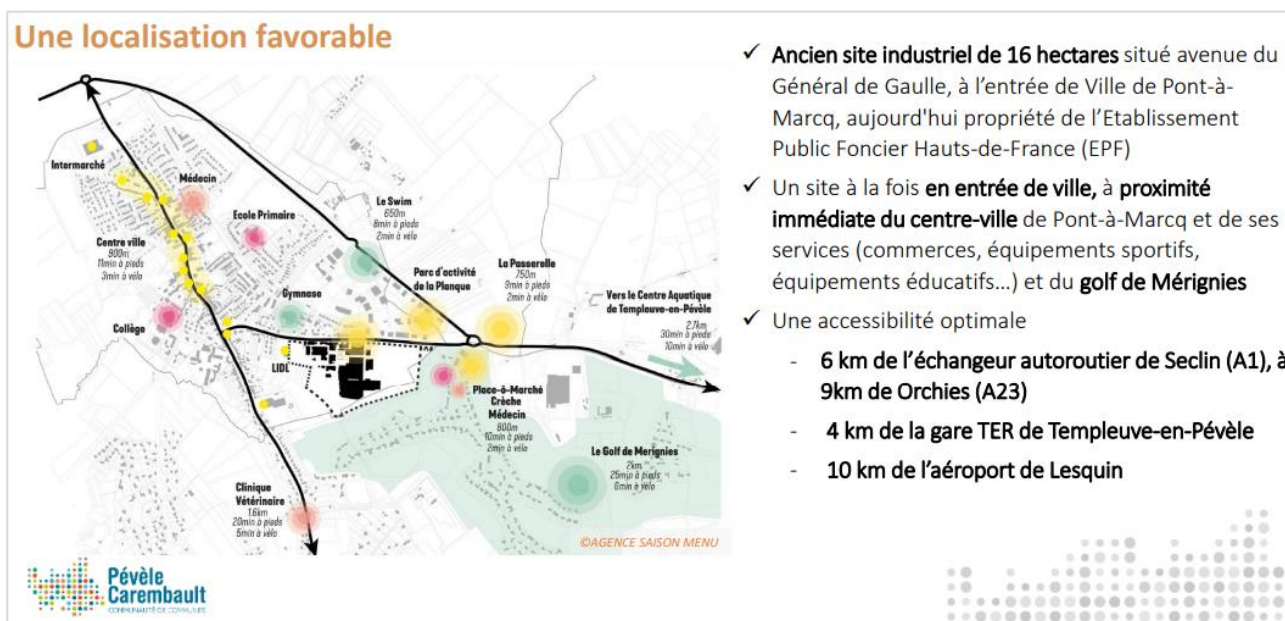 Une localisation favorable
Intermarché
Médecin
Ecole Primaire
Le Swim
650m
8min à pieds
2min à vélo
Centre ville
900m
11min à pieds
3min à vélo
Gymnase
Parc d'activité
de la Planque
La Passerelle
750m
9min à pieds
2min à vélo
Vers le Centre Aquatique
de Templeuve-en-Pévèle
2.7km
30min à pieds
10min à vélo
Collège
LIDL
Place-à-Marché
Crèche
Médecin
800m
10min à pieds
2min à vélo
Le Golf de Merignies
2km
25min à pieds
6min à vélo
Clinique
Vétérinaire
1.6km
20min à pieds
5min à vélo
©AGENCE SAISON MENU
Pévèle
Carembault
COMMUNAUTÉ DE COMMUNES
✓ Ancien site industriel de 16 hectares situé avenue du
Général de Gaulle, à l'entrée de Ville de Pont-à-
Marcq, aujourd'hui propriété de l'Etablissement
Public Foncier Hauts-de-France (EPF)
✓ Un site à la fois en entrée de ville, à proximité
immédiate du centre-ville de Pont-à-Marcq et de ses
services (commerces, équipements sportifs,
équipements éducatifs…) et du golf de Mérignies
✓ Une accessibilité optimale
- 6 km de l'échangeur autoroutier de Seclin (A1), à
9km de Orchies (A23)
- 4 km de la gare TER de Templeuve-en-Pévèle
- 10 km de l'aéroport de Lesquin